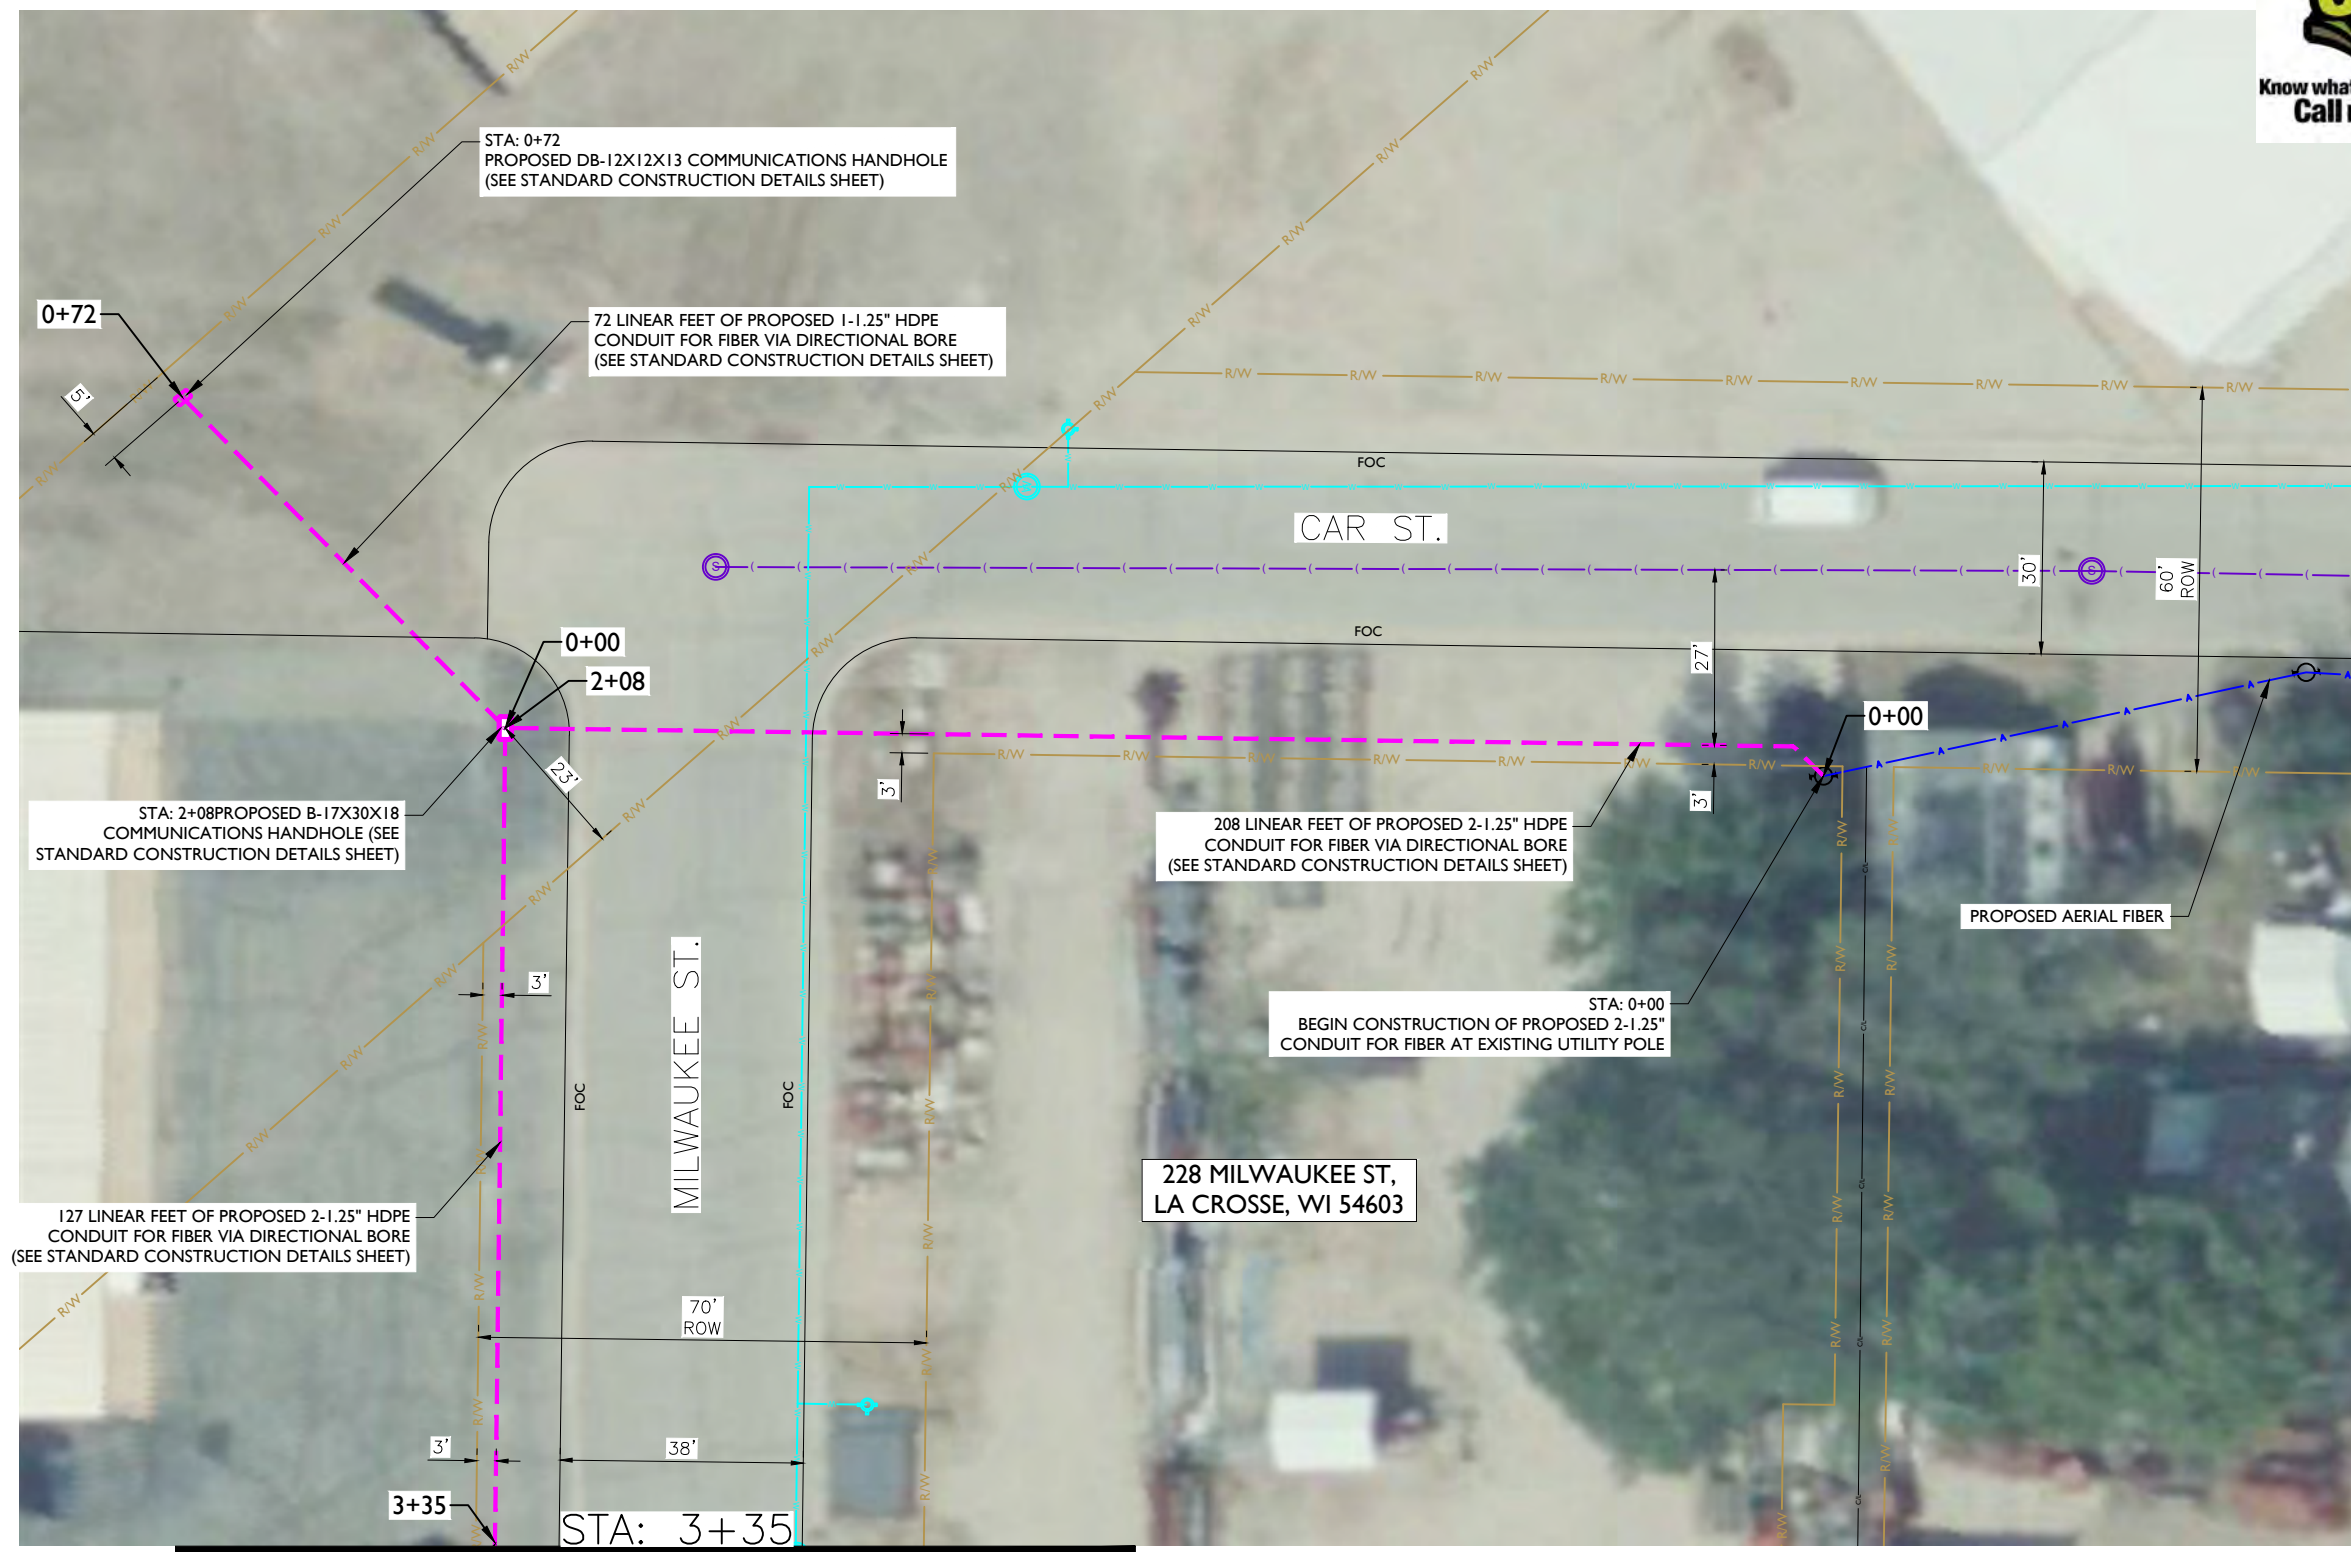 Know what
Call
STA: 0+72
PROPOSED DB-12X12X13 COMMUNICATIONS HANDHOLE
(SEE STANDARD CONSTRUCTION DETAILS SHEET)
0+72
72 LINEAR FEET OF PROPOSED 1-1.25" HDPE
CONDUIT FOR FIBER VIA DIRECTIONAL BORE
(SEE STANDARD CONSTRUCTION DETAILS SHEET)
5'
R/W
FOC
CAR ST.
S
S
30'
60'
ROW
FOC
27'
0+00
2+08
0+00
23'
3'
3'
STA: 2+08PROPOSED B-17X30X18
COMMUNICATIONS HANDHOLE (SEE
STANDARD CONSTRUCTION DETAILS SHEET)
208 LINEAR FEET OF PROPOSED 2-1.25" HDPE
CONDUIT FOR FIBER VIA DIRECTIONAL BORE
(SEE STANDARD CONSTRUCTION DETAILS SHEET)
PROPOSED AERIAL FIBER
3'
STA: 0+00
BEGIN CONSTRUCTION OF PROPOSED 2-1.25"
CONDUIT FOR FIBER AT EXISTING UTILITY POLE
MILWAUKEE ST.
FOC
FOC
228 MILWAUKEE ST,
LA CROSSE, WI 54603
127 LINEAR FEET OF PROPOSED 2-1.25" HDPE
CONDUIT FOR FIBER VIA DIRECTIONAL BORE
(SEE STANDARD CONSTRUCTION DETAILS SHEET)
70'
ROW
3'
38'
3+35
STA: 3+35